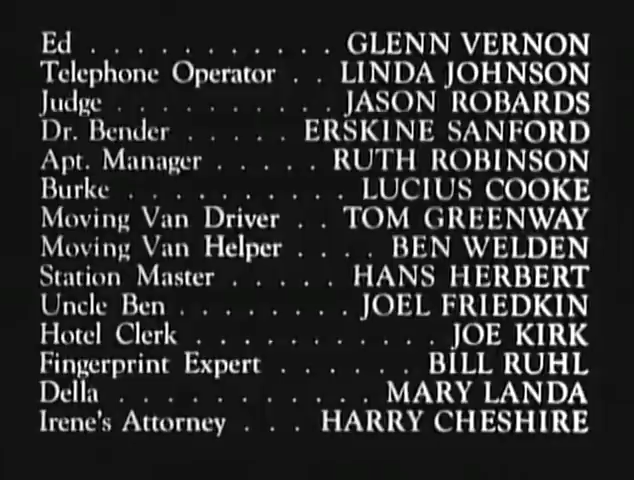 Ed . . . . . . . . . . . GLENN VERNON
Telephone Operator . . LINDA JOHNSON
Judge . . . . . . . . . . JASON ROBARDS
Dr. Bender . . . . . ERSKINE SANFORD
Apt. Manager . . . . . RUTH ROBINSON
Burke . . . . . . . . . . LUCIUS COOKE
Moving Van Driver . . TOM GREENWAY
Moving Van Helper . . . . BEN WELDEN
Station Master . . . . . HANS HERBERT
Uncle Ben . . . . . . . . JOEL FRIEDKIN
Hotel Clerk . . . . . . . . . . . JOE KIRK
Fingerprint Expert . . . . . . BILL RUHL
Della . . . . . . . . . . . MARY LANDA
Irene's Attorney . . . HARRY CHESHIRE